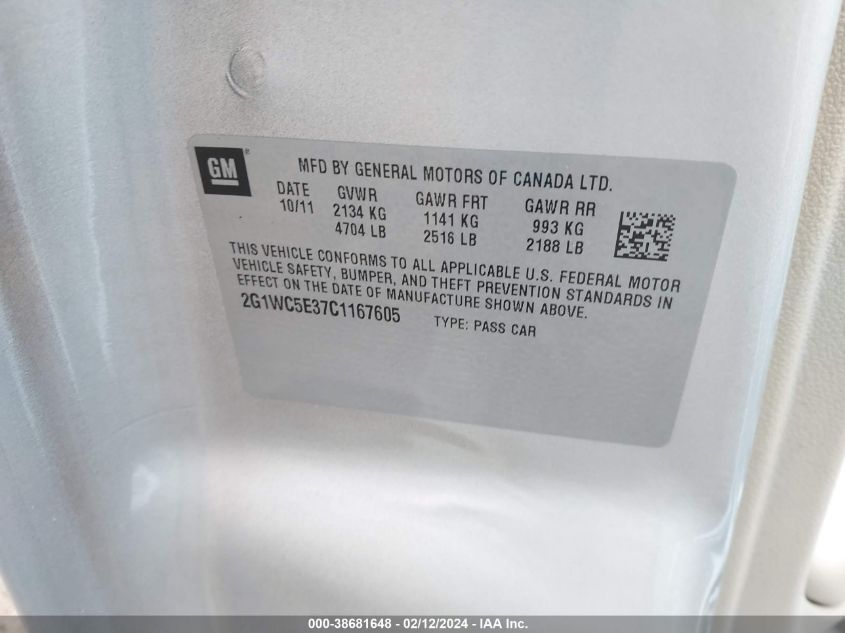 GM
MFD BY GENERAL MOTORS OF CANADA LTD.
DATE GVWR GAWR FRT GAWR RR
10/11 2134 KG 1141 KG 993 KG
4704 LB 2516 LB 2188 LB
THIS VEHICLE CONFORMS TO ALL APPLICABLE U.S. FEDERAL MOTOR
VEHICLE SAFETY, BUMPER, AND THEFT PREVENTION STANDARDS IN
EFFECT ON THE DATE OF MANUFACTURE SHOWN ABOVE.
2G1WC5E37C1167605 TYPE: PASS CAR
000-38681648 - 02/12/2024 - IAA Inc.